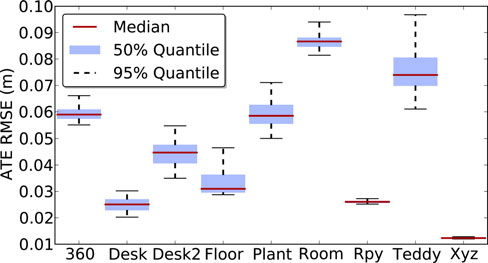 ATE RMSE (m)
0.10
0.09
0.08
0.07
0.06
0.05
0.04
0.03
0.02
0.01
Median
50% Quantile
95% Quantile
360 Desk Desk2 Floor Plant Room Rpy Teddy Xyz